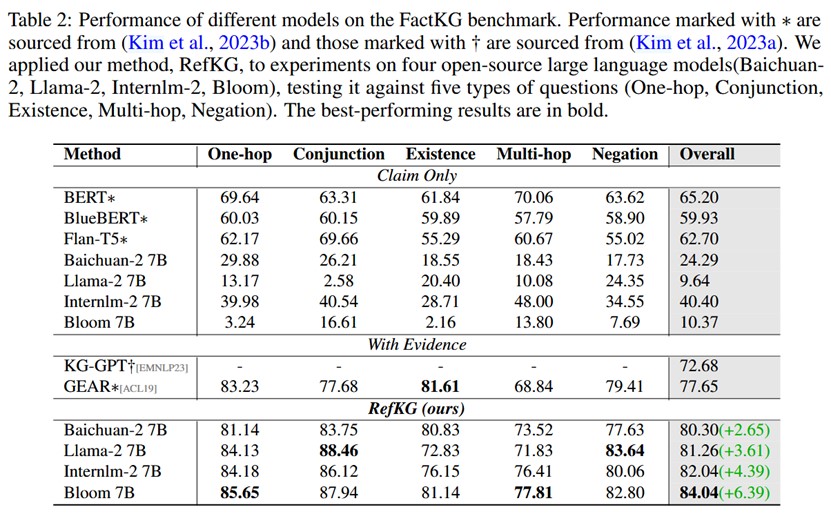 Table 2: Performance of different models on the FactKG benchmark. Performance marked with ∗ are
sourced from (Kim et al., 2023b) and those marked with † are sourced from (Kim et al., 2023a). We
applied our method, RefKG, to experiments on four open-source large language models(Baichuan-
2, Llama-2, Internlm-2, Bloom), testing it against five types of questions (One-hop, Conjunction,
Existence, Multi-hop, Negation). The best-performing results are in bold.
Method One-hop Conjunction Existence Multi-hop Negation Overall
Claim Only
BERT∗ 69.64 63.31 61.84 70.06 63.62 65.20
BlueBERT∗ 60.03 60.15 59.89 57.79 58.90 59.93
Flan-T5∗ 62.17 69.66 55.29 60.67 55.02 62.70
Baichuan-2 7B 29.88 26.21 18.55 18.43 17.73 24.29
Llama-2 7B 13.17 2.58 20.40 10.08 24.35 9.64
Internlm-2 7B 39.98 40.54 28.71 48.00 34.55 40.40
Bloom 7B 3.24 16.61 2.16 13.80 7.69 10.37
With Evidence
KG-GPT†[EMNLP23] - - - - - 72.68
GEAR∗[ACL19] 83.23 77.68 81.61 68.84 79.41 77.65
RefKG (ours)
Baichuan-2 7B 81.14 83.75 80.83 73.52 77.63 80.30(+2.65)
Llama-2 7B 84.13 88.46 72.83 71.83 83.64 81.26(+3.61)
Internlm-2 7B 84.18 86.12 76.15 76.41 80.06 82.04(+4.39)
Bloom 7B 85.65 87.94 81.14 77.81 82.80 84.04(+6.39)